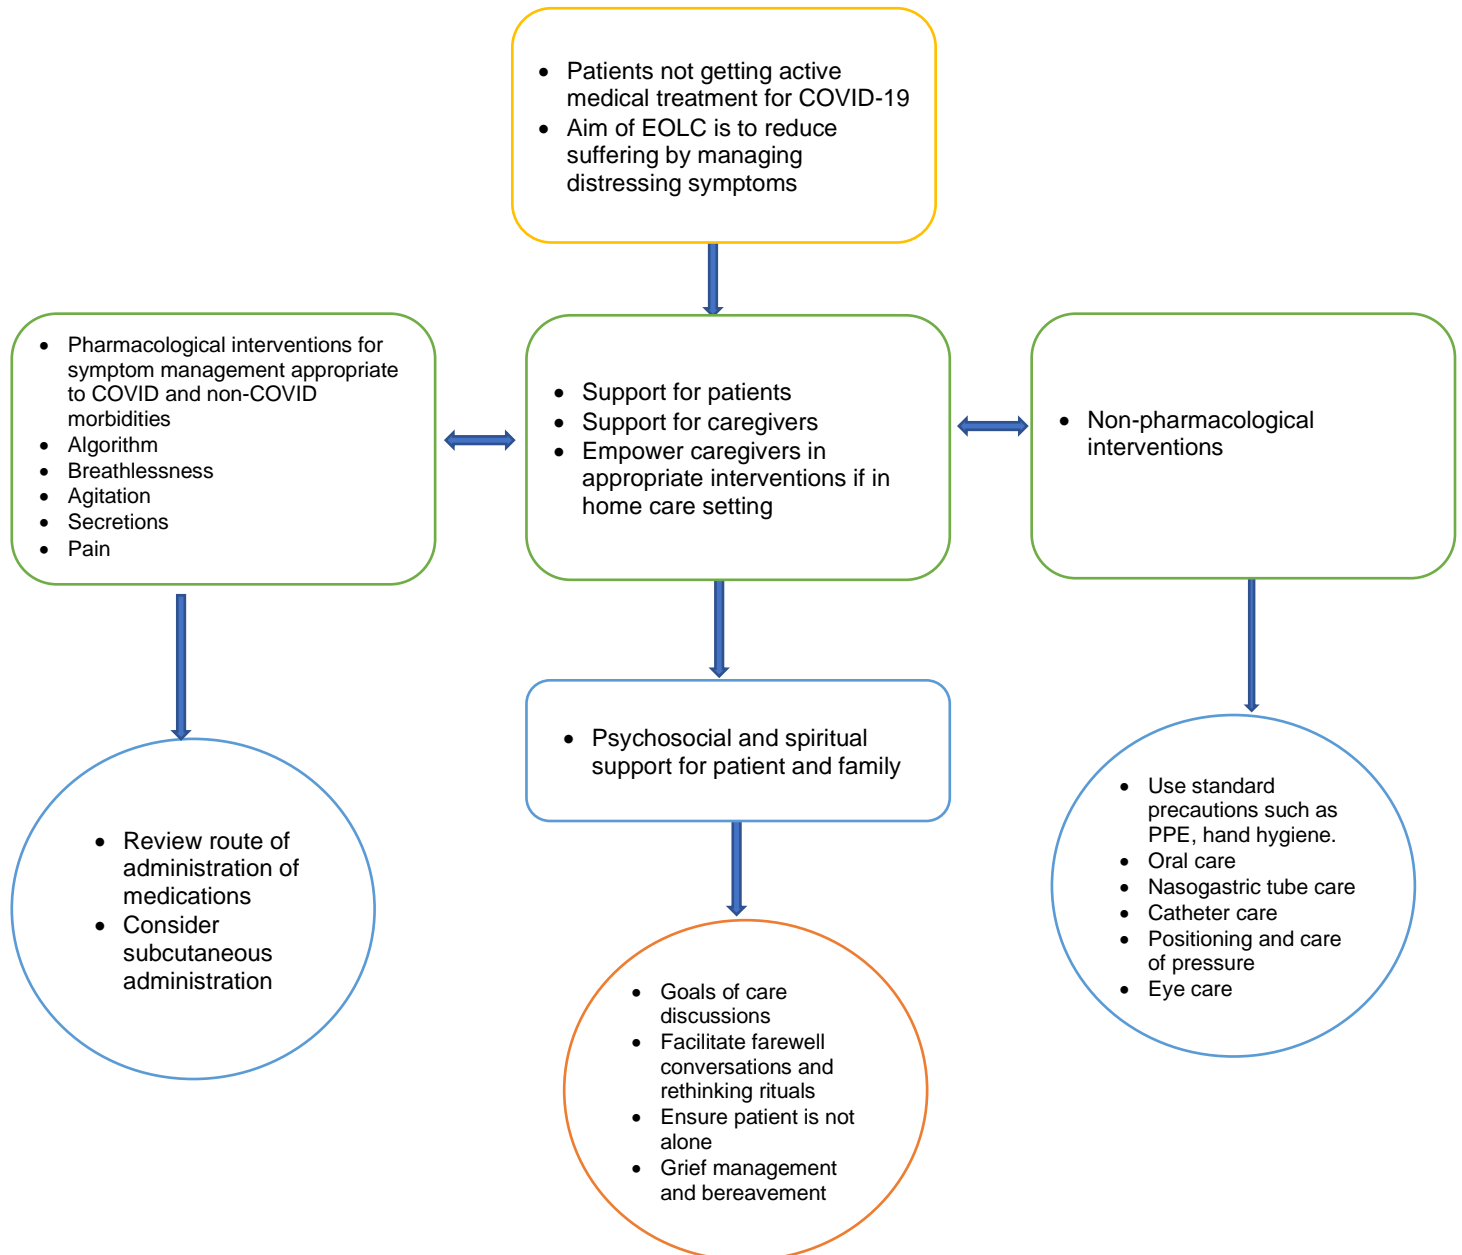 • Patients not getting active
medical treatment for COVID-19
• Aim of EOLC is to reduce
suffering by managing
distressing symptoms
• Pharmacological interventions for
symptom management appropriate
to COVID and non-COVID
morbidities
• Algorithm
• Breathlessness
• Agitation
• Secretions
• Pain
• Support for patients
• Support for caregivers
• Empower caregivers in
appropriate interventions if in
home care setting
• Non-pharmacological
interventions
• Review route of
administration of
medications
• Consider
subcutaneous
administration
• Psychosocial and spiritual
support for patient and family
• Use standard
precautions such as
PPE, hand hygiene.
• Oral care
• Nasogastric tube care
• Catheter care
• Positioning and care
of pressure
• Eye care
• Goals of care
discussions
• Facilitate farewell
conversations and
rethinking rituals
• Ensure patient is not
alone
• Grief management
and bereavement